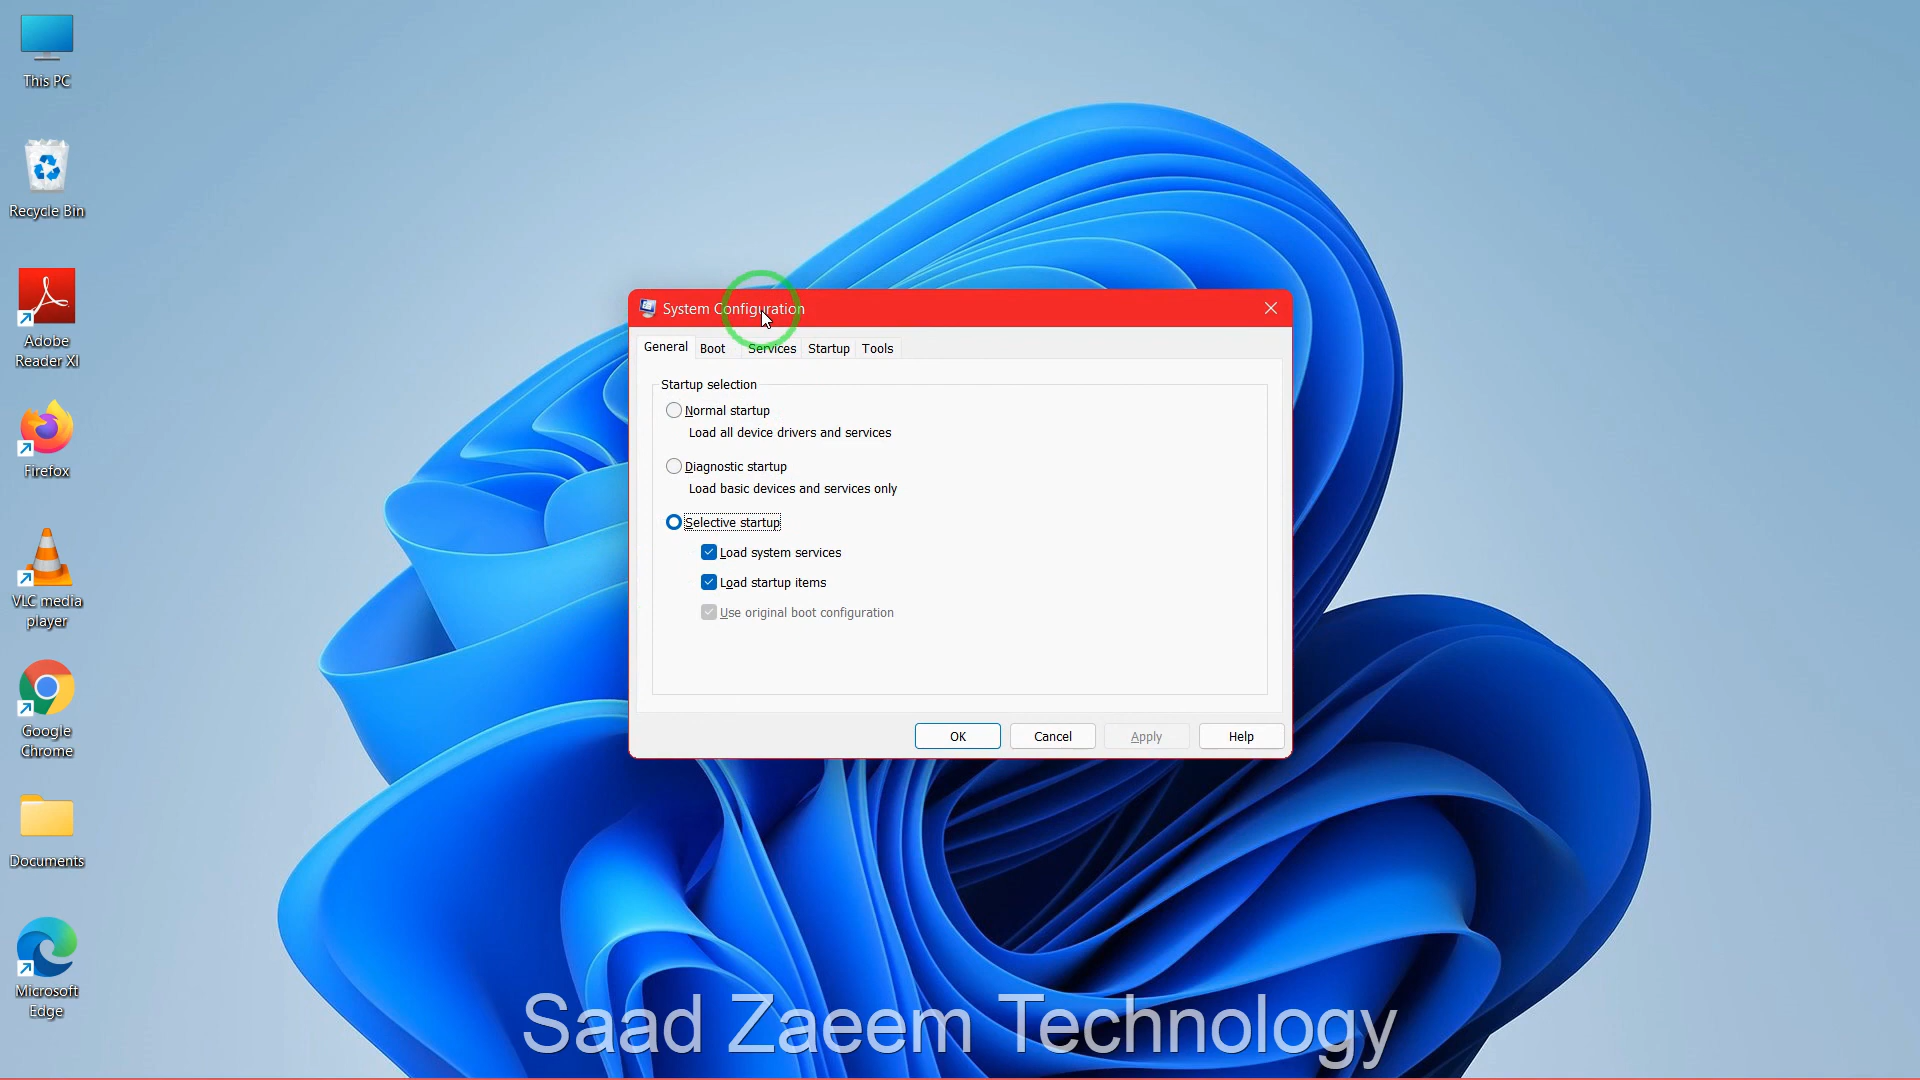 This PC
Recycle Bin
Adobe
Reader XI
Firefox
VLC media
player
Google
Chrome
Documents
Microsoft
Edge
System Configuration
General Boot Services Startup Tools
Startup selection
Normal startup
Load all device drivers and services
Diagnostic startup
Load basic devices and services only
Selective startup
Load system services
Load startup items
Use original boot configuration
OK Cancel Apply Help
Saad Zaeem Technology